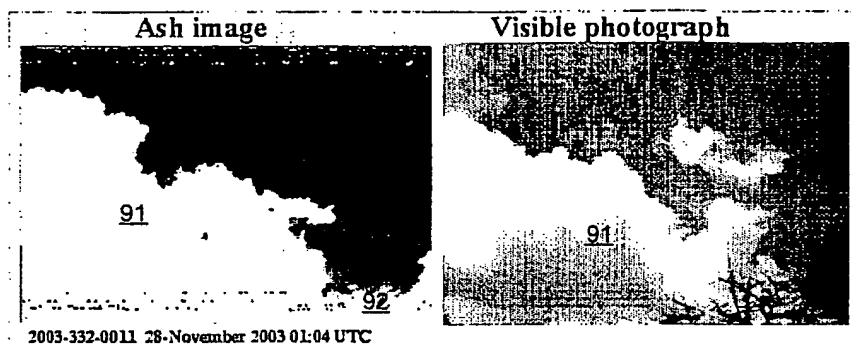 Ash image
Visible photograph
91
91
92
2003-332-0011 28-November 2003 01:04 UTC